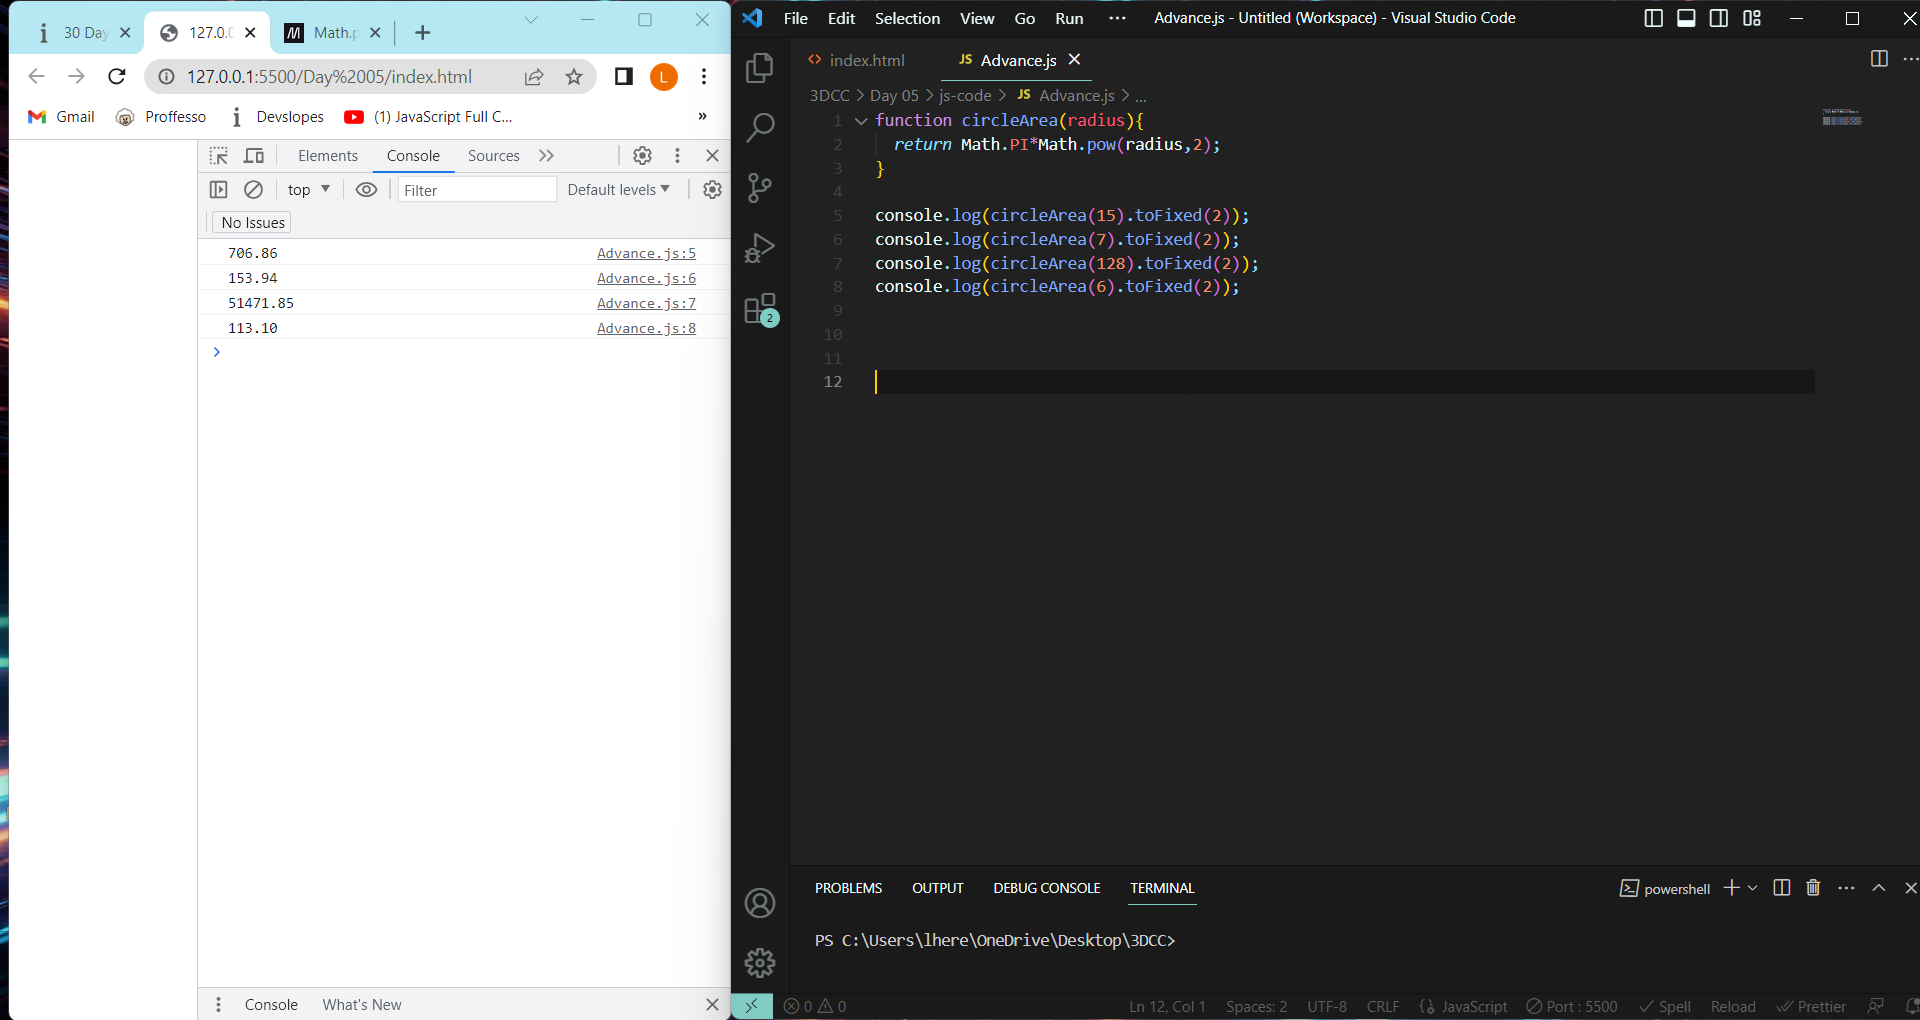 30 Day
127.0.0
Math.p
127.0.0.1:5500/Day%2005/index.html
L
Gmail
Proffesso
Devslopes
(1) JavaScript Full C...
»
Elements
Console
Sources
top
Filter
Default levels
No Issues
706.86 Advance.js:5
153.94 Advance.js:6
51471.85 Advance.js:7
113.10 Advance.js:8
Console
What's New
File Edit Selection View Go Run ···
Advance.js - Untitled (Workspace) - Visual Studio Code
index.html
JS Advance.js
3DCC > Day 05 > js-code > JS Advance.js > ...
1 function circleArea(radius){
2 return Math.PI*Math.pow(radius,2);
3 }
4
5 console.log(circleArea(15).toFixed(2));
6 console.log(circleArea(7).toFixed(2));
7 console.log(circleArea(128).toFixed(2));
8 console.log(circleArea(6).toFixed(2));
9
10
11
12
2
PROBLEMS OUTPUT DEBUG CONSOLE TERMINAL
powershell
PS C:\Users\lhere\OneDrive\Desktop\3DCC>
0 0
Ln 12, Col 1 Spaces: 2 UTF-8 CRLF {} JavaScript Port : 5500 Spell Reload Prettier